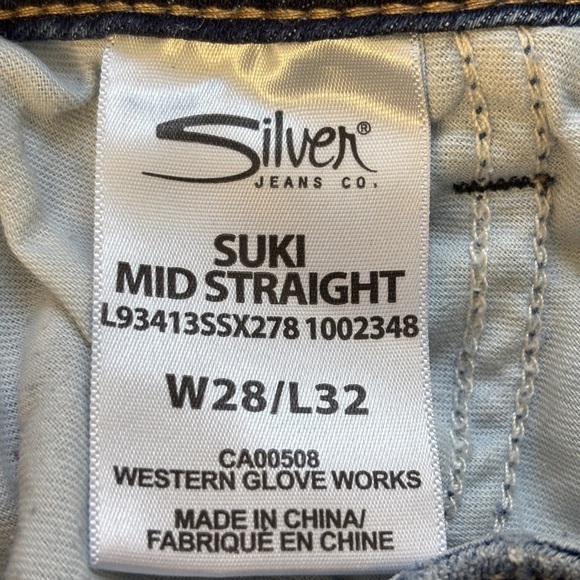 Silver®
JEANS CO.
SUKI
MID STRAIGHT
L93413SSX278 1002348
W28/L32
CA00508
WESTERN GLOVE WORKS
MADE IN CHINA/
FABRIQUÉ EN CHINE